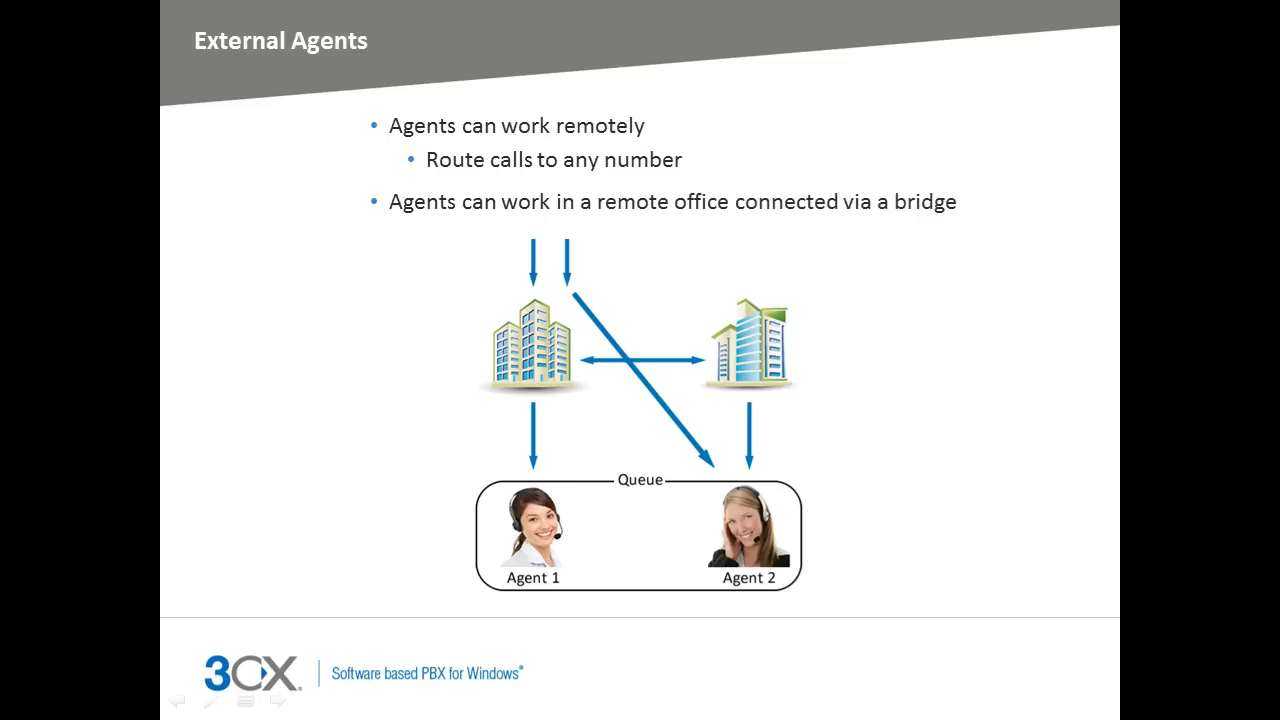 External Agents
• Agents can work remotely
• Route calls to any number
• Agents can work in a remote office connected via a bridge
Queue
Agent 1
Agent 2
3CX®
Software based PBX for Windows®